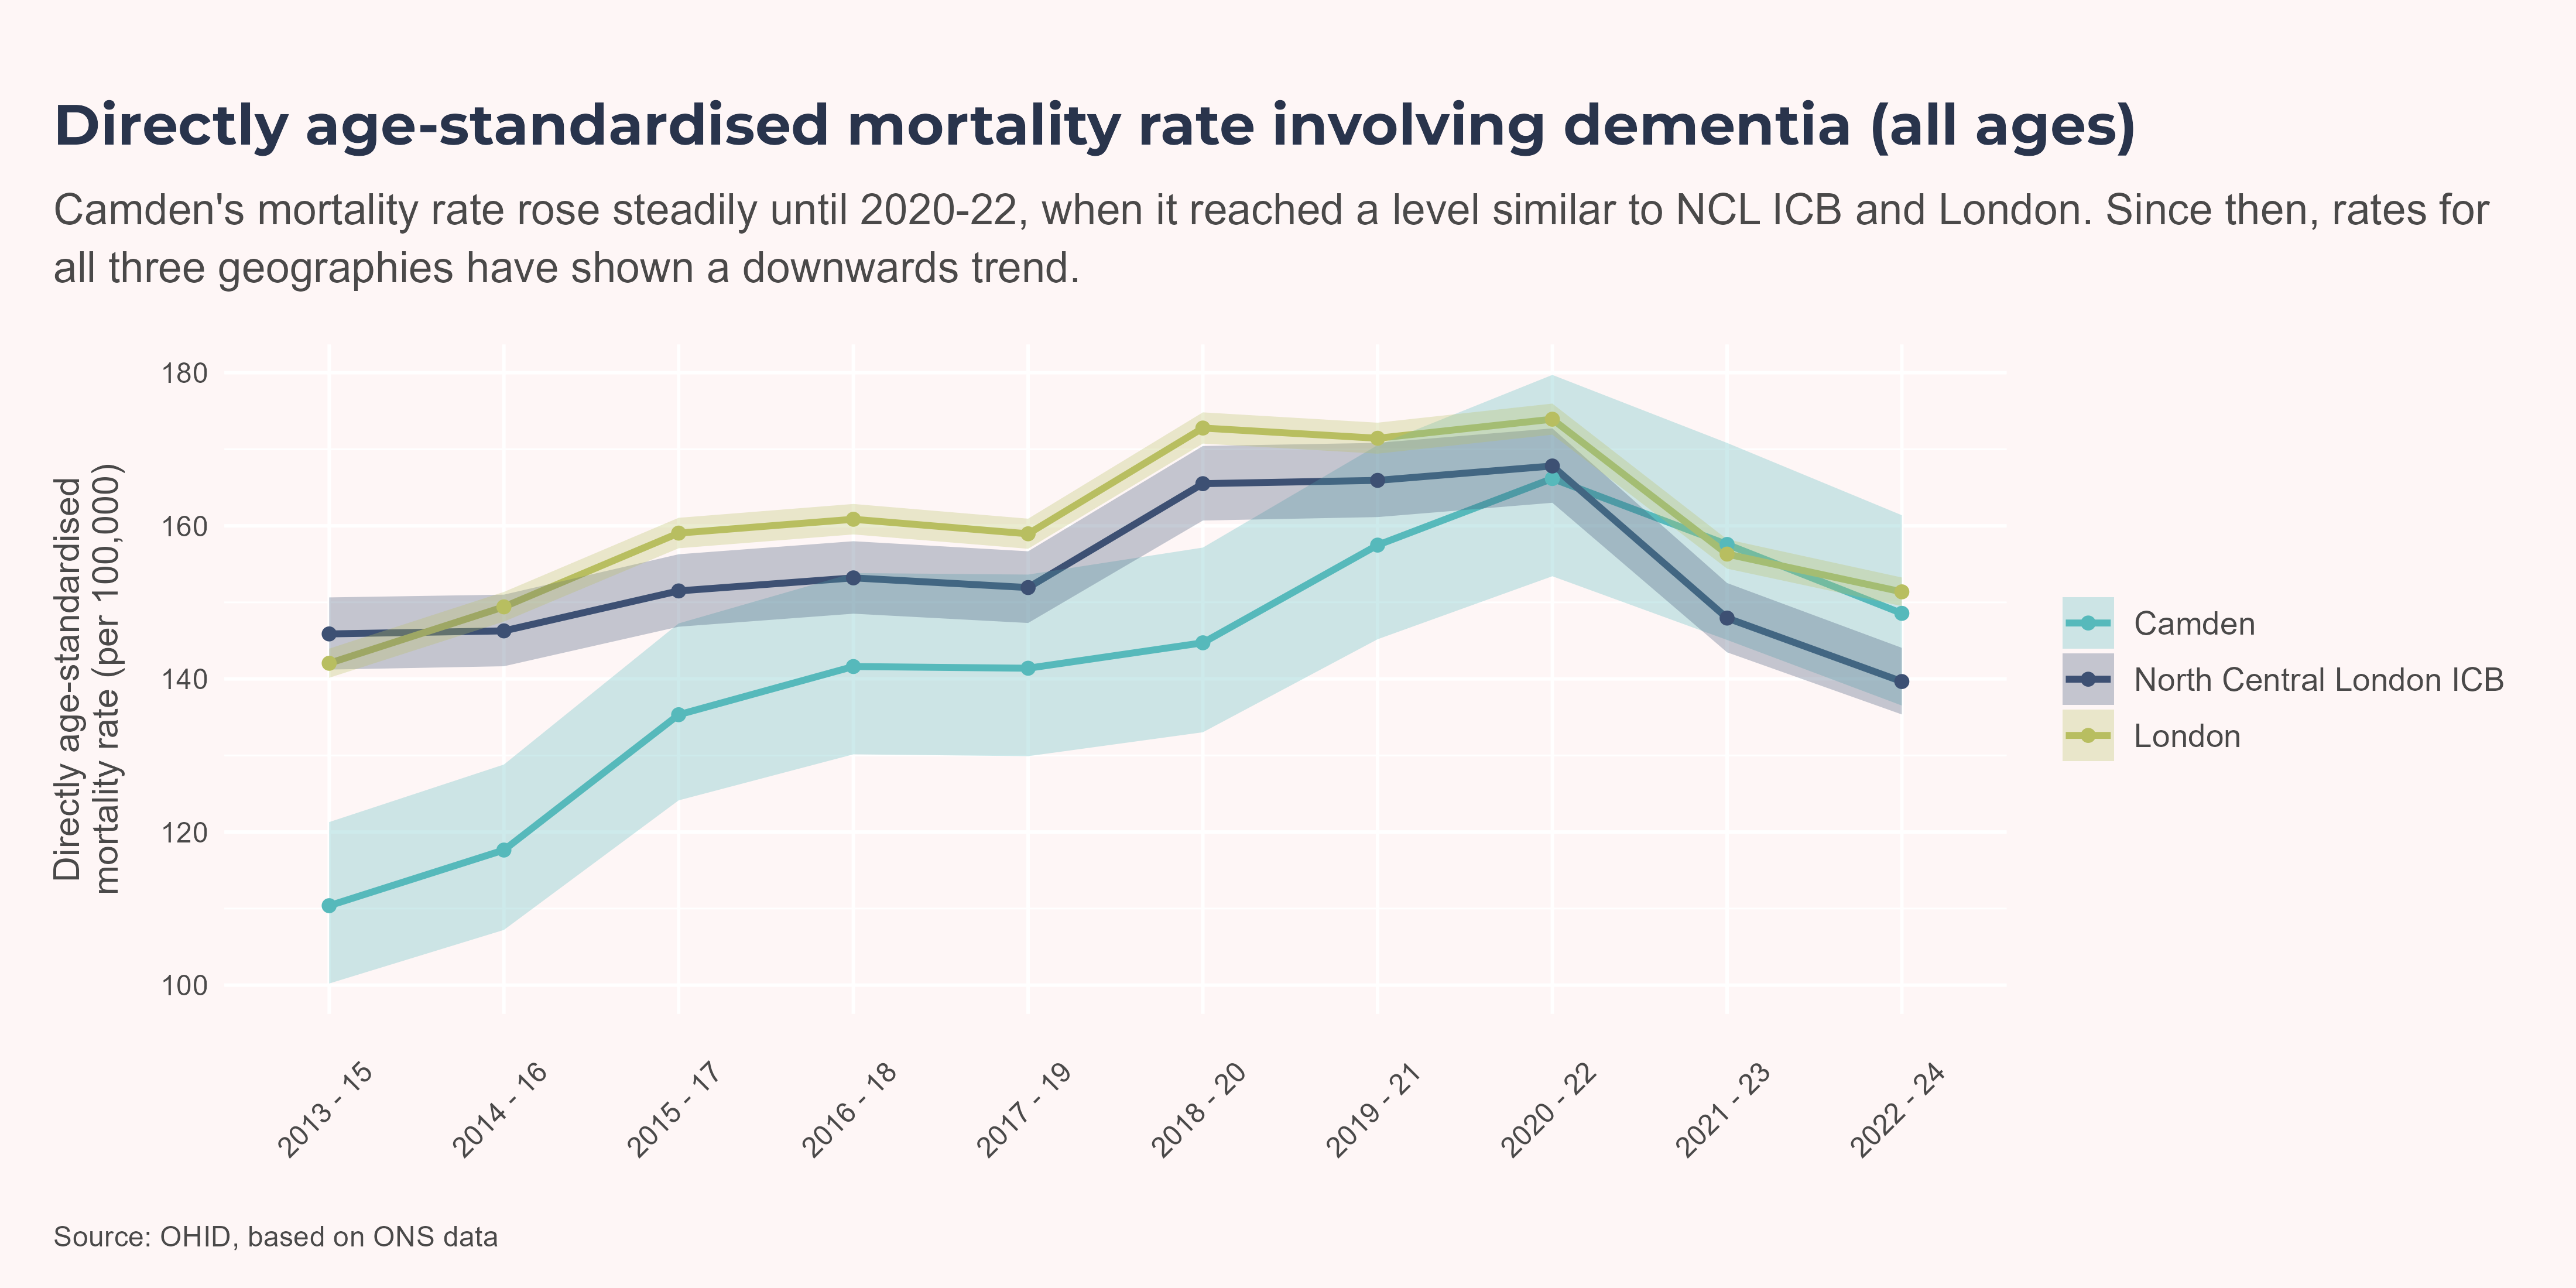 Directly age-standardised mortality rate involving dementia (all ages)
Camden's mortality rate rose steadily until 2020-22, when it reached a level similar to NCL ICB and London. Since then, rates for
all three geographies have shown a downwards trend.
Directly age-standardised
mortality rate (per 100,000)
180
160
140
120
100
2013 - 15
2014 - 16
2015 - 17
2016 - 18
2017 - 19
2018 - 20
2019 - 21
2020 - 22
2021 - 23
2022 - 24
Camden
North Central London ICB
London
Source: OHID, based on ONS data